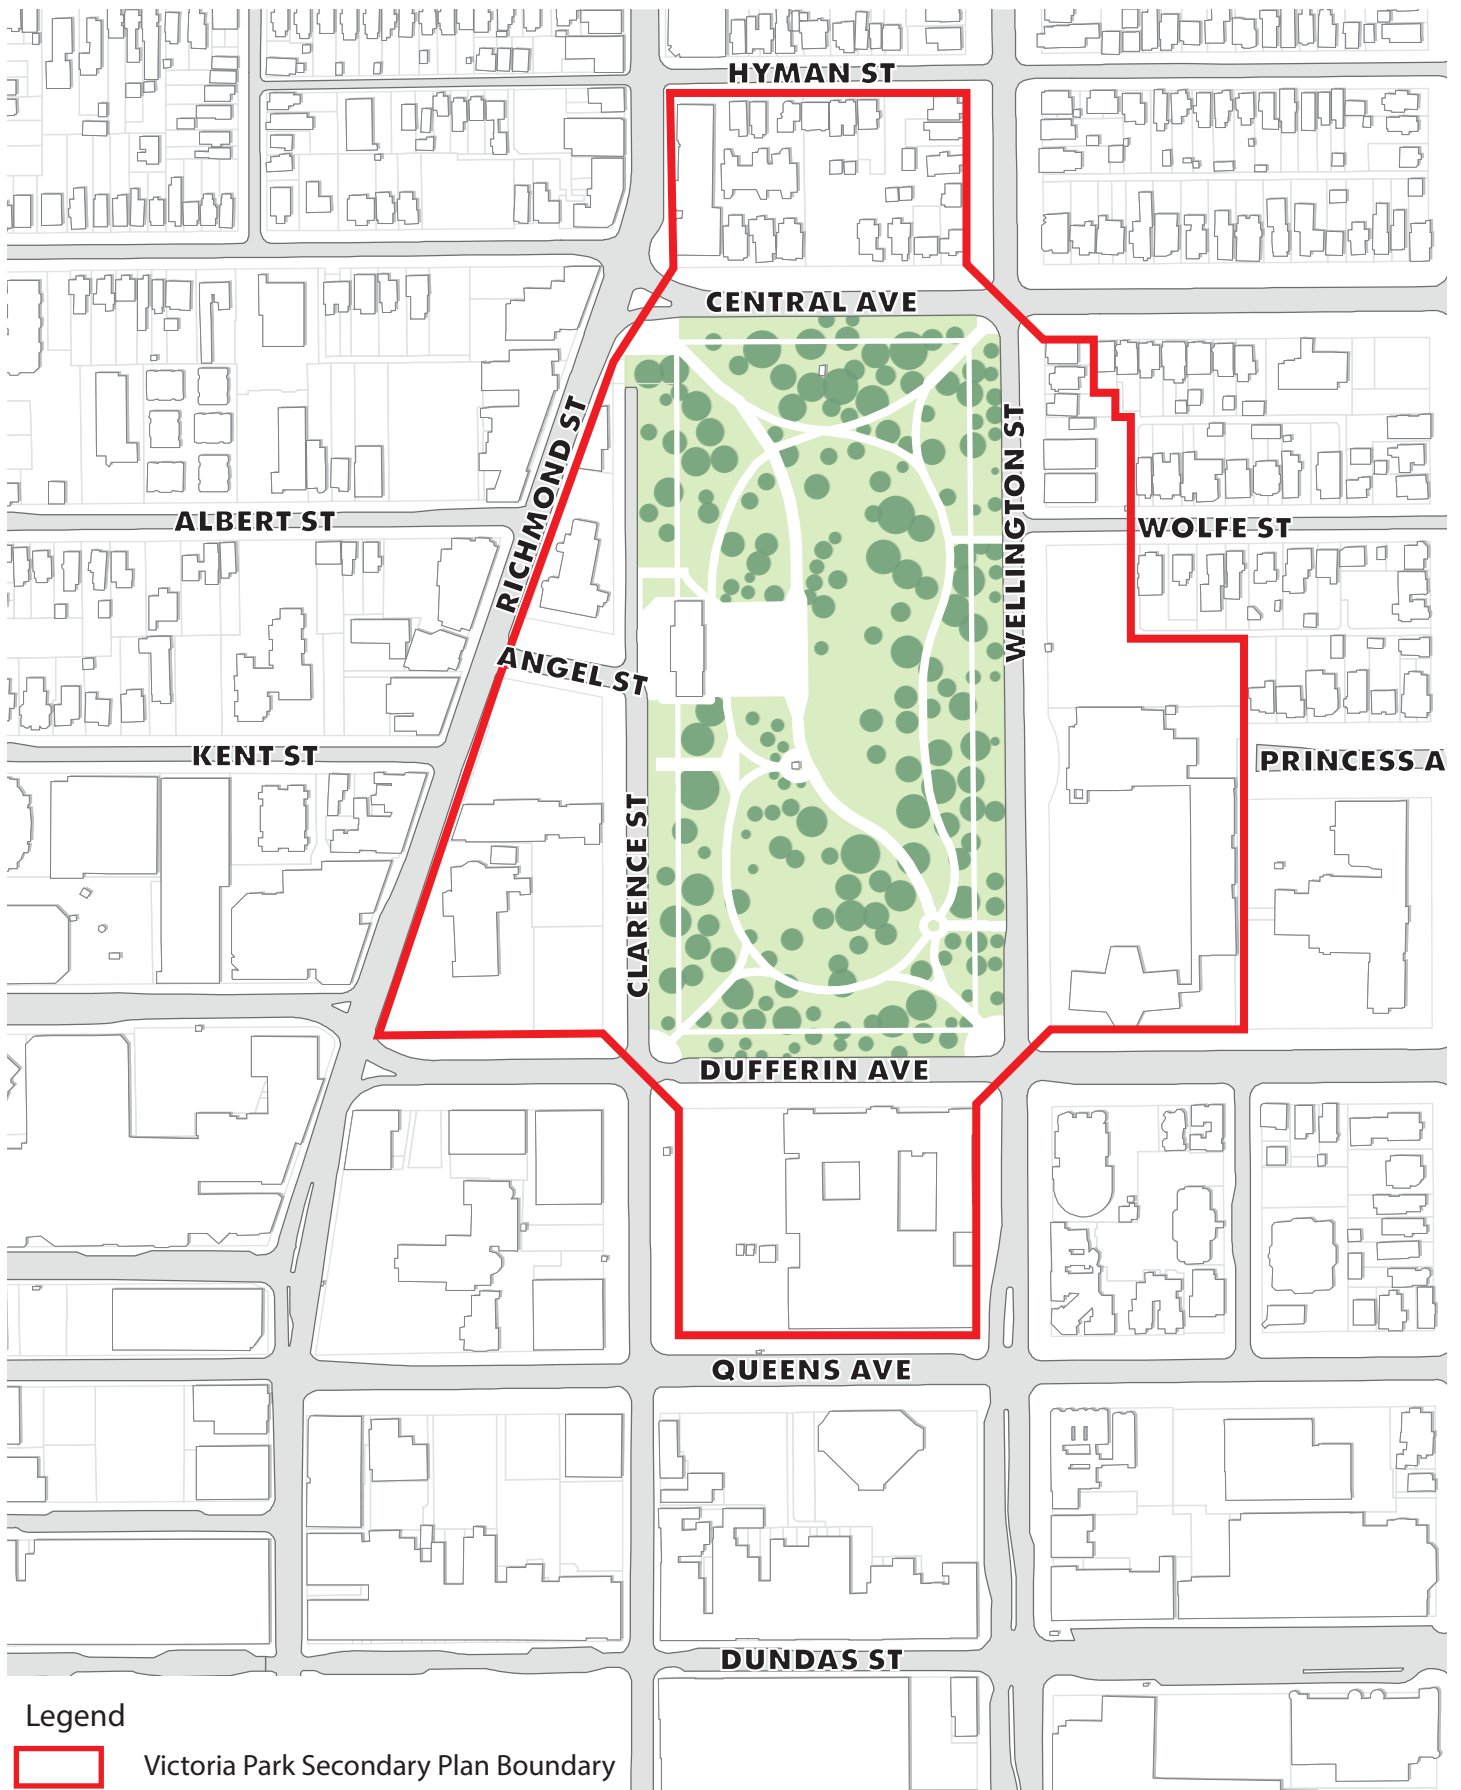 HYMAN ST
CENTRAL AVE
RICHMOND ST
WELLINGTON ST
ALBERT ST
WOLFE ST
ANGEL ST
KENT ST
PRINCESS A
CLARENCE ST
DUFFERIN AVE
QUEENS AVE
DUNDAS ST
Legend
Victoria Park Secondary Plan Boundary